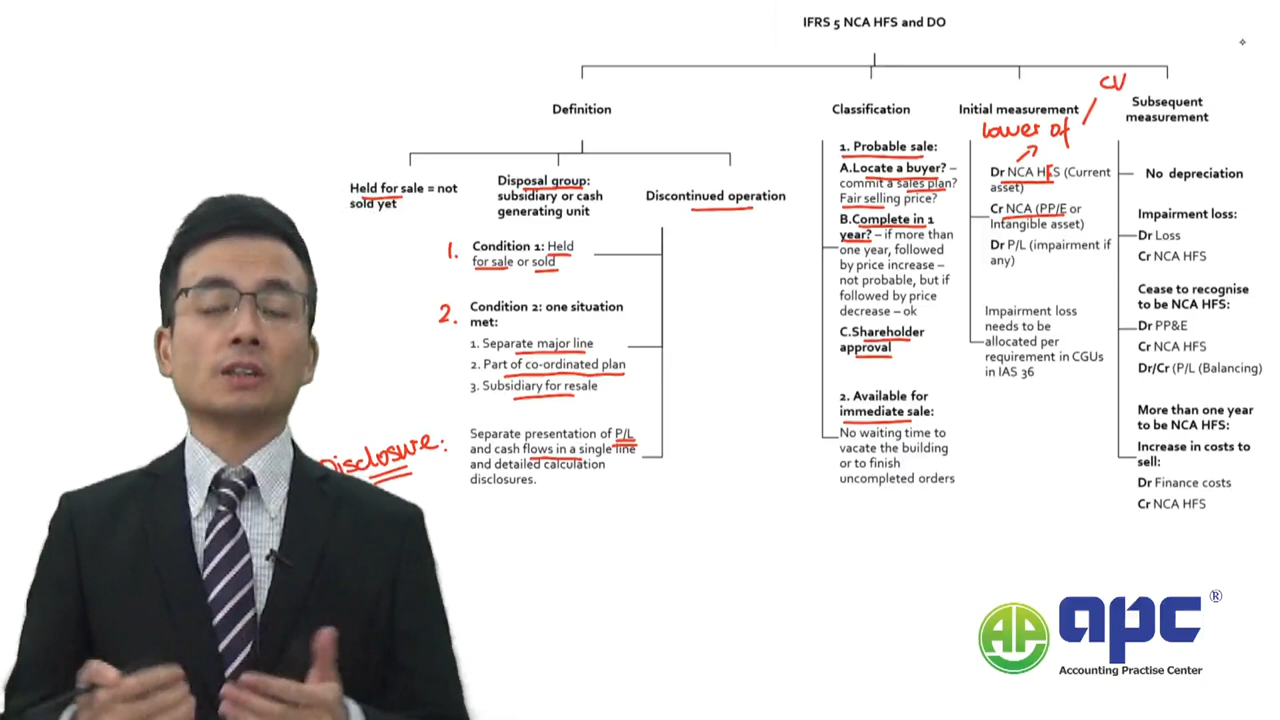 IFRS 5 NCA HFS and DO
Definition
Held for sale = not
sold yet
Disposal group:
subsidiary or cash
generating unit
Discontinued operation
1.
Condition 1: Held
for sale or sold
2.
Condition 2: one situation
met:
1. Separate major line
2. Part of co-ordinated plan
3. Subsidiary for resale
Disclosure:
Separate presentation of P/L
and cash flows in a single line
and detailed calculation
disclosures.
Classification
1. Probable sale:
A.Locate a buyer? –
commit a sales plan?
Fair selling price?
B.Complete in 1
year? – if more than
one year, followed
by price increase –
not probable, but if
followed by price
decrease – ok
C.Shareholder
approval
2. Available for
immediate sale:
No waiting time to
vacate the building
or to finish
uncompleted orders
Initial measurement
CV
Lower of
Dr NCA HFS (Current
asset)
Cr NCA (PP/E or
Intangible asset)
Dr P/L (impairment if
any)
Impairment loss
needs to be
allocated per
requirement in CGUs
in IAS 36
Subsequent
measurement
No depreciation
Impairment loss:
Dr Loss
Cr NCA HFS
Cease to recognise
to be NCA HFS:
Dr PP&E
Cr NCA HFS
Dr/Cr (P/L (Balancing)
More than one year
to be NCA HFS:
Increase in costs to
sell:
Dr Finance costs
Cr NCA HFS
AP
apc®
Accounting Practise Center